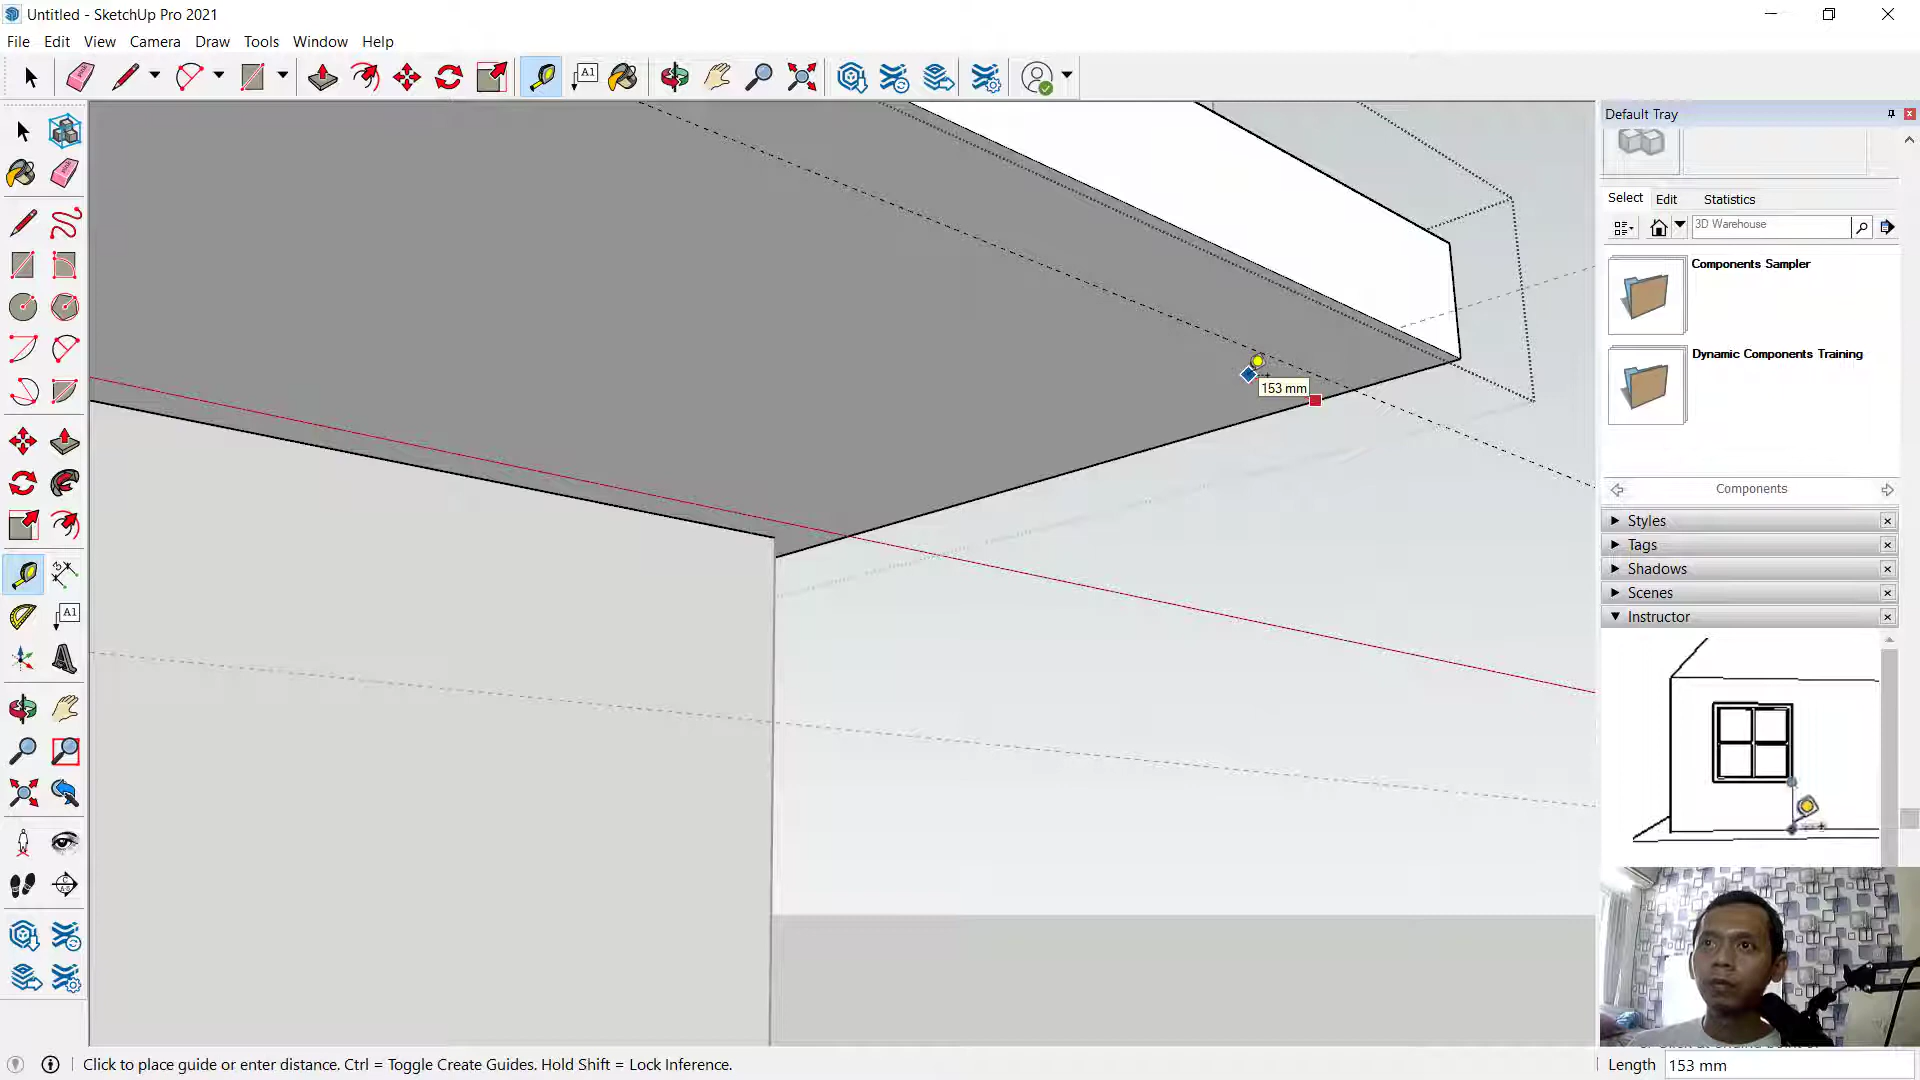 Untitled - SketchUp Pro 2021
File Edit View Camera Draw Tools Window Help
A1
Default Tray
Select Edit Statistics
3D Warehouse
Components Sampler
Dynamic Components Training
153 mm
Components
Styles
Tags
Shadows
Scenes
Instructor
A1
Click to place guide or enter distance. Ctrl = Toggle Create Guides. Hold Shift = Lock Inference.
Length 153 mm